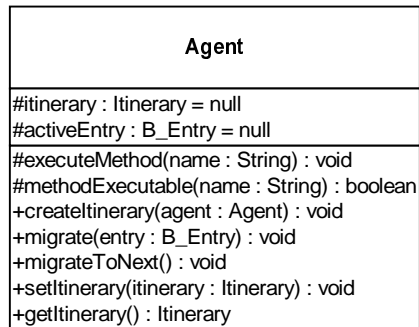 Agent
#itinerary : Itinerary = null
#activeEntry : B_Entry = null
#executeMethod(name : String) : void
#methodExecutable(name : String) : boolean
+createItinerary(agent : Agent) : void
+migrate(entry : B_Entry) : void
+migrateToNext() : void
+setItinerary(itinerary : Itinerary) : void
+getItinerary() : Itinerary